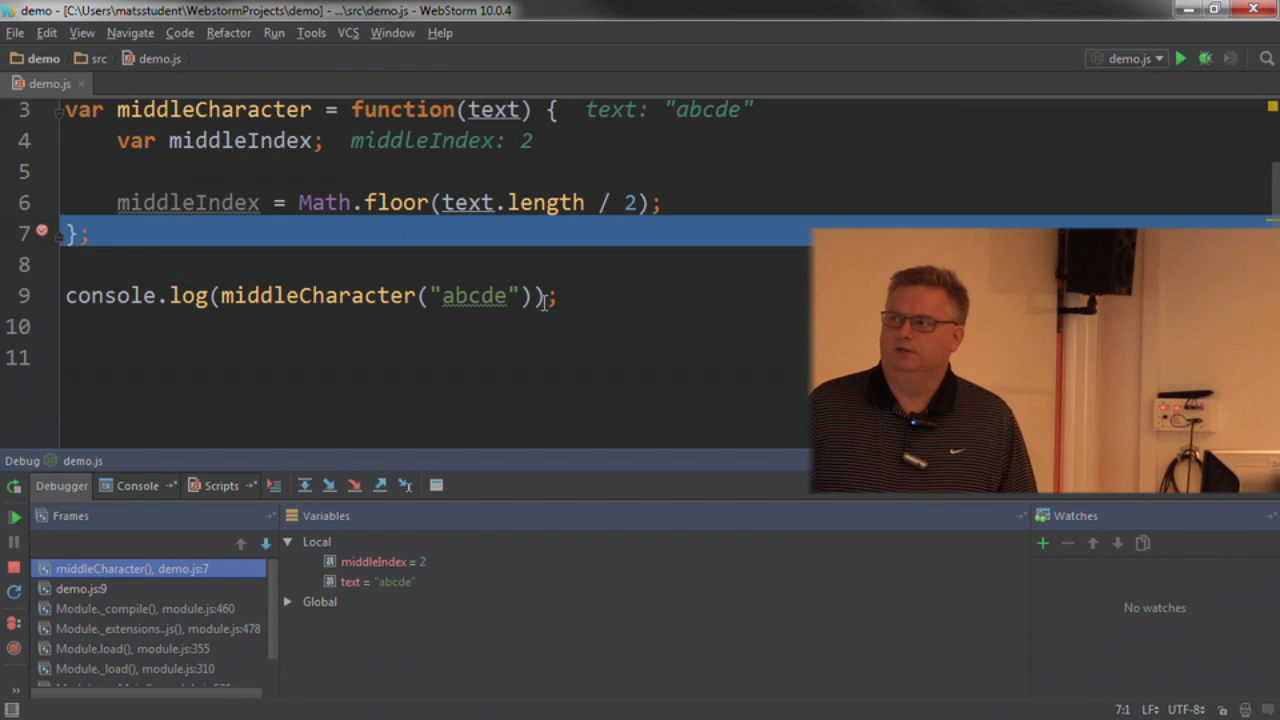 demo - [C:\Users\matsstudent\WebstormProjects\demo] - ...\src\demo.js - WebStorm 10.0.4
File Edit View Navigate Code Refactor Run Tools VCS Window Help
demo src demo.js demo.js
demo.js
3 var middleCharacter = function(text) { text: "abcde"
4 var middleIndex; middleIndex: 2
5
6 middleIndex = Math.floor(text.length / 2);
7 };
8
9 console.log(middleCharacter("abcde"));
10
11
Debug demo.js
Debugger Console Scripts
Frames Variables Watches
Local
middleCharacter(), demo.js:7 middleIndex = 2
demo.js:9 text = "abcde"
Module._compile(), module.js:460 Global No watches
Module._extensions..js(), module.js:478
Module.load(), module.js:355
Module._load(), module.js:310
7:1 LF UTF-8